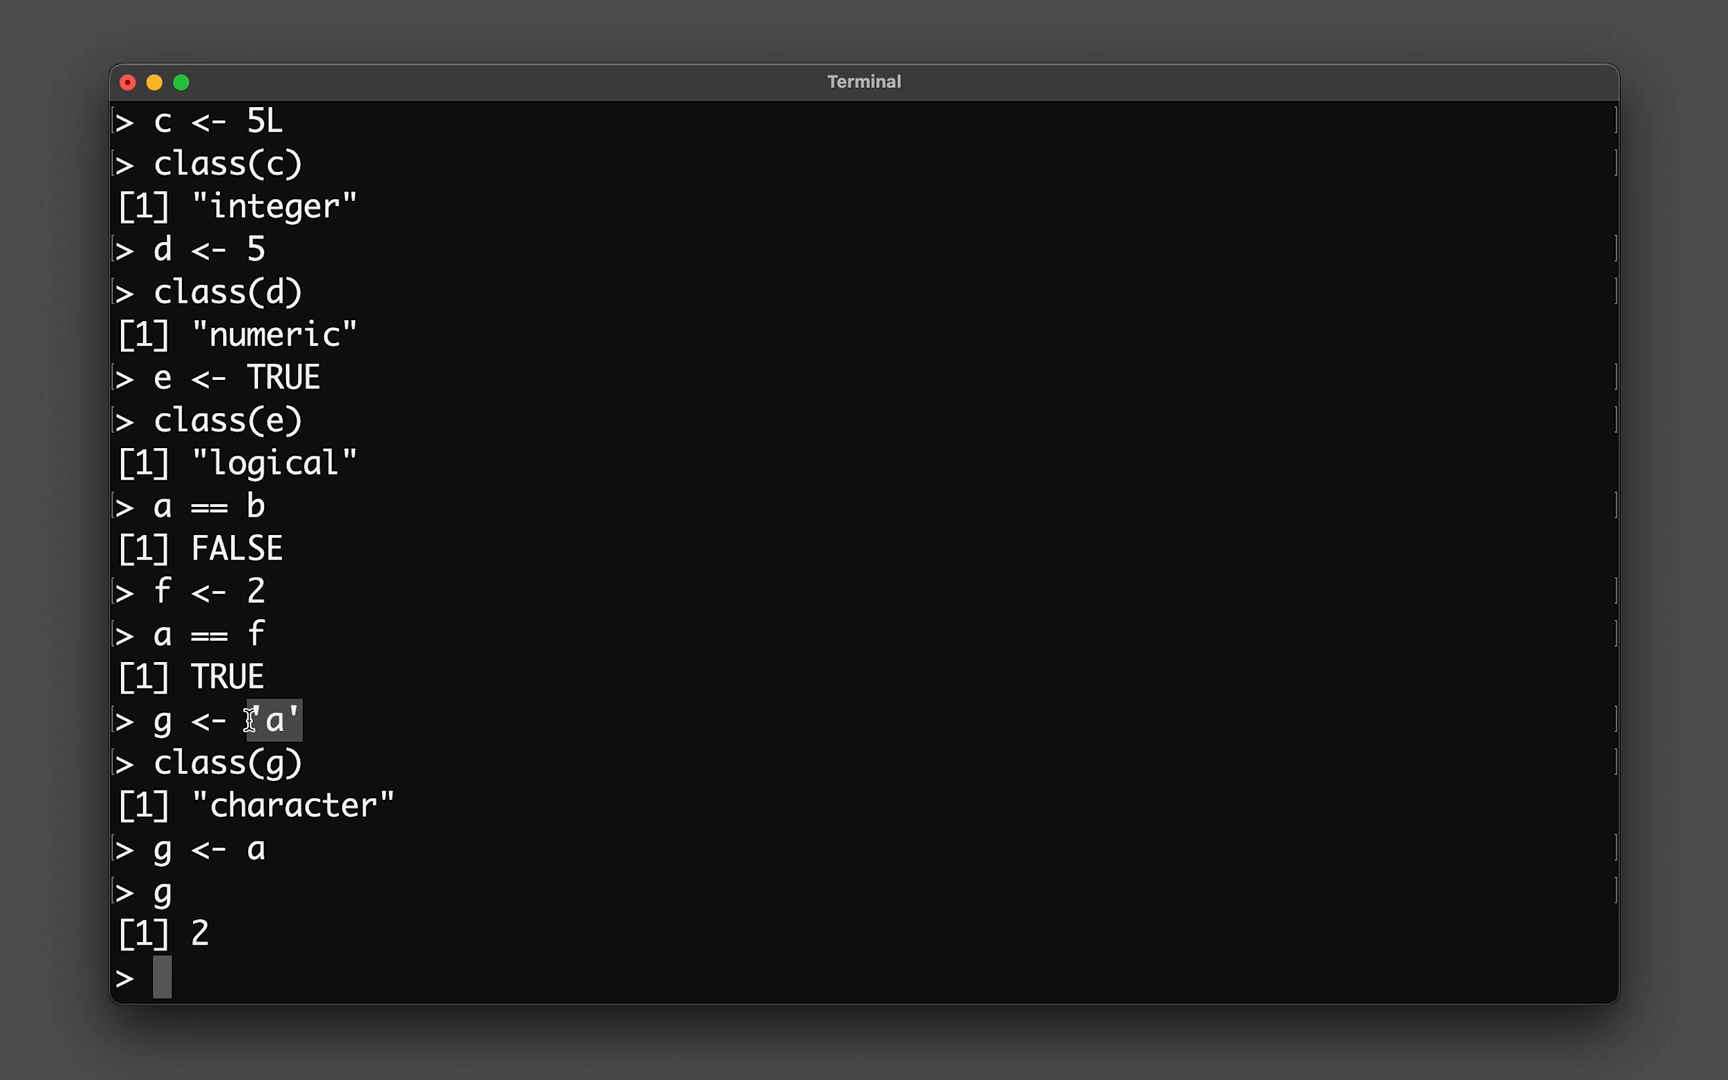 Terminal
> c <- 5L
> class(c)
[1] "integer"
> d <- 5
> class(d)
[1] "numeric"
> e <- TRUE
> class(e)
[1] "logical"
> a == b
[1] FALSE
> f <- 2
> a == f
[1] TRUE
> g <- 'a'
> class(g)
[1] "character"
> g <- a
> g
[1] 2
>